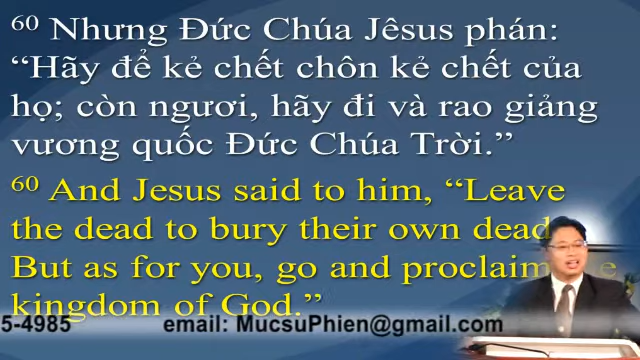 60 Nhưng Đức Chúa Jêsus phán:
“Hãy để kẻ chết chôn kẻ chết của
họ; còn ngươi, hãy đi và rao giảng
vương quốc Đức Chúa Trời.”
60 And Jesus said to him, “Leave
the dead to bury their own dead
But as for you, go and proclaim
kingdom of God.”
5-4985 email: MucsuPhien@gmail.com